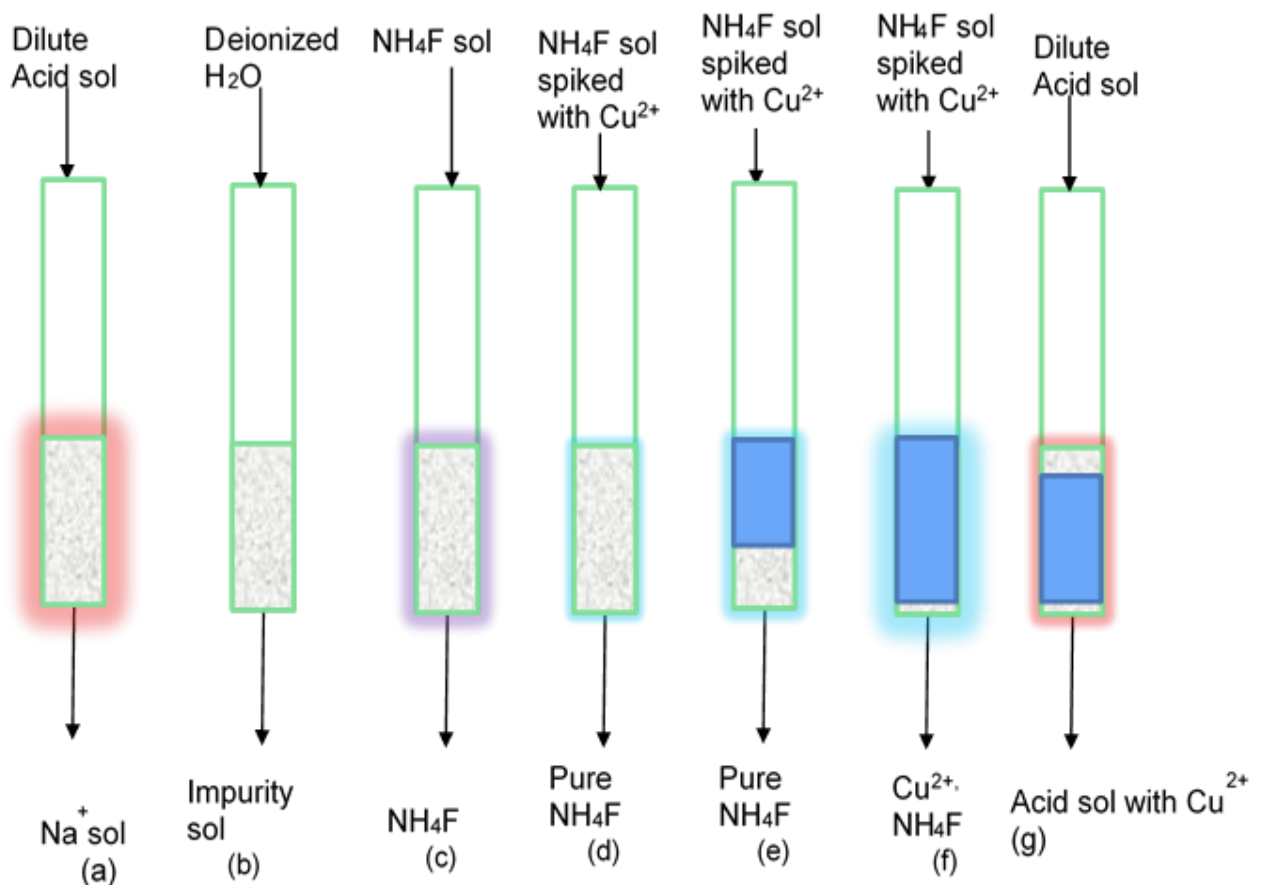 Dilute
Acid sol
Deionized
H₂O
NH₄F sol
NH₄F sol
spiked
with Cu²⁺
NH₄F sol
spiked
with Cu²⁺
NH₄F sol
spiked
with Cu²⁺
Dilute
Acid sol
Na⁺ sol
(a)
Impurity
sol
(b)
NH₄F
(c)
Pure
NH₄F
(d)
Pure
NH₄F
(e)
Cu²⁺,
NH₄F
(f)
Acid sol with Cu²⁺
(g)